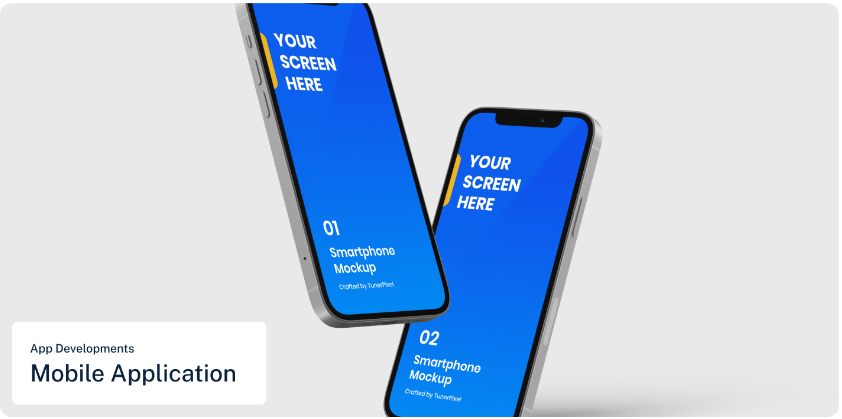 YOUR
SCREEN
HERE
01
Smartphone
Mockup
Crafted by TunerPixel
YOUR
SCREEN
HERE
02
Smartphone
Mockup
Crafted by TunerPixel
App Developments
Mobile Application